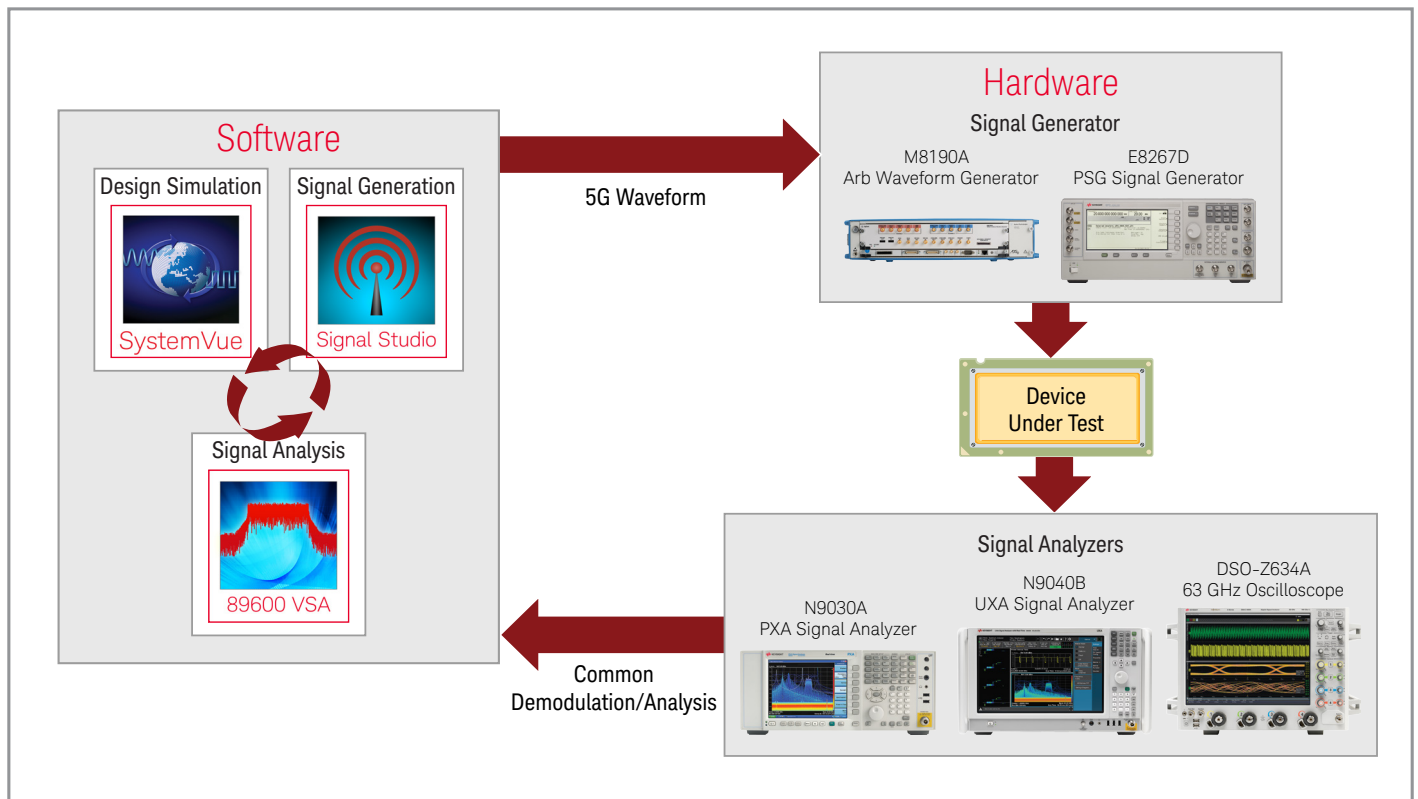 Software
Design Simulation
SystemVue
Signal Generation
Signal Studio
Signal Analysis
89600 VSA
5G Waveform
Hardware
Signal Generator
M8190A
Arb Waveform Generator
E8267D
PSG Signal Generator
Device
Under Test
Signal Analyzers
N9030A
PXA Signal Analyzer
N9040B
UXA Signal Analyzer
DSO-Z634A
63 GHz Oscilloscope
Common
Demodulation/Analysis